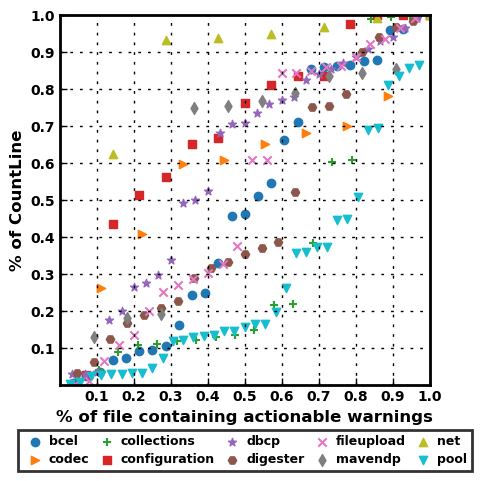 1.0
0.9
0.8
0.7
0.6
0.5
0.4
0.3
0.2
0.1
% of CountLine
0.1 0.2 0.3 0.4 0.5 0.6 0.7 0.8 0.9 1.0
% of file containing actionable warnings
bcel collections dbcp fileupload net
codec configuration digester mavendp pool